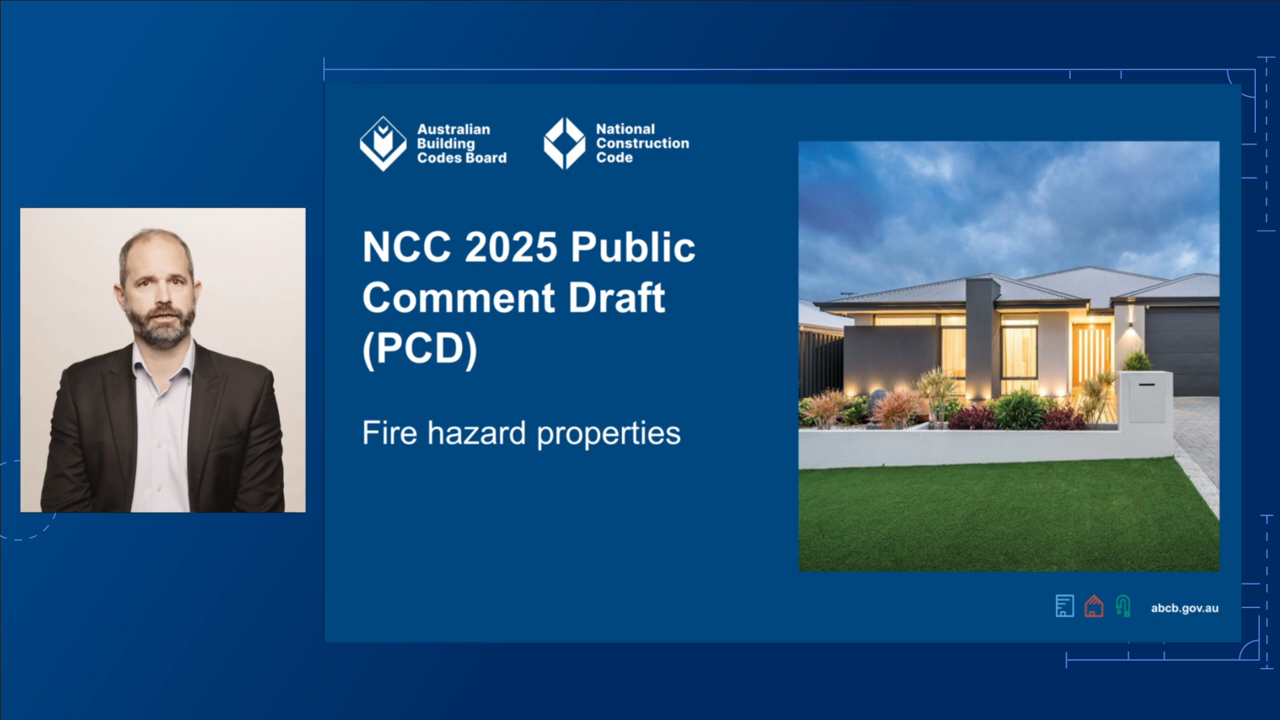 Australian
Building
Codes Board
National
Construction
Code
NCC 2025 Public
Comment Draft
(PCD)
Fire hazard properties
abcb.gov.au